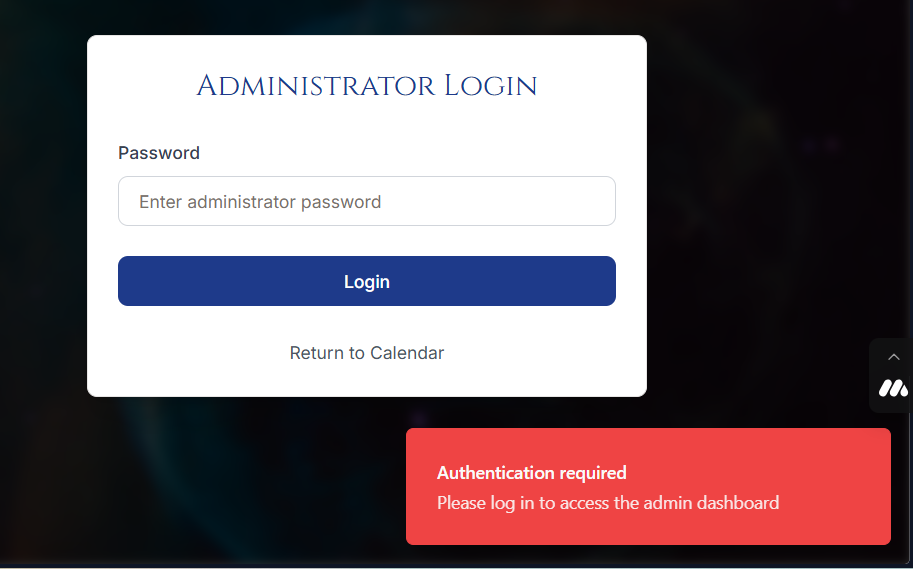 Administrator Login
Password
Enter administrator password
Login
Return to Calendar
Authentication required
Please log in to access the admin dashboard